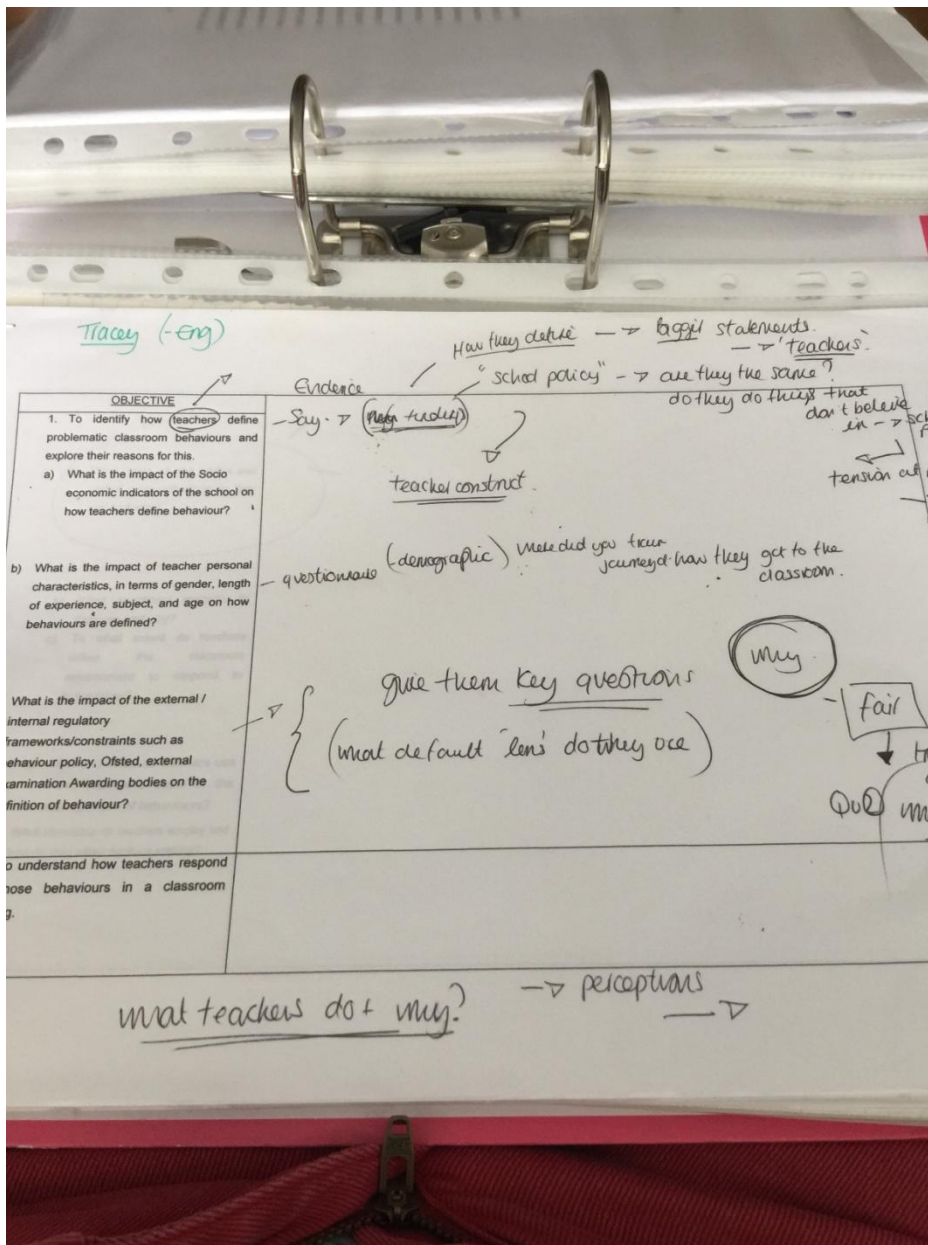 Tracey (-Eng)
How they define → statements.
→ 'teachers'.
"school policy" → are they the same?
do they do things that
don't beleive
in →
tension
Evidence
OBJECTIVE
1. To identify how teachers define
problematic classroom behaviours and
explore their reasons for this.
a) What is the impact of the Socio
economic indicators of the school on
how teachers define behaviour?
- Say →
teacher construct.
b) What is the impact of teacher personal
characteristics, in terms of gender, length
of experience, subject, and age on how
behaviours are defined?
- questionnaire (demographic) where did you train
journey d how they got to the
classroom.
What is the impact of the external /
internal regulatory
frameworks/constraints such as
behaviour policy, Ofsted, external
Awarding bodies on the
of behaviour?
→ give them key questions
(what default 'lens' do they use)
why
fair
↓
understand how teachers respond
behaviours in a classroom
what teachers do + why? → perceptions
→